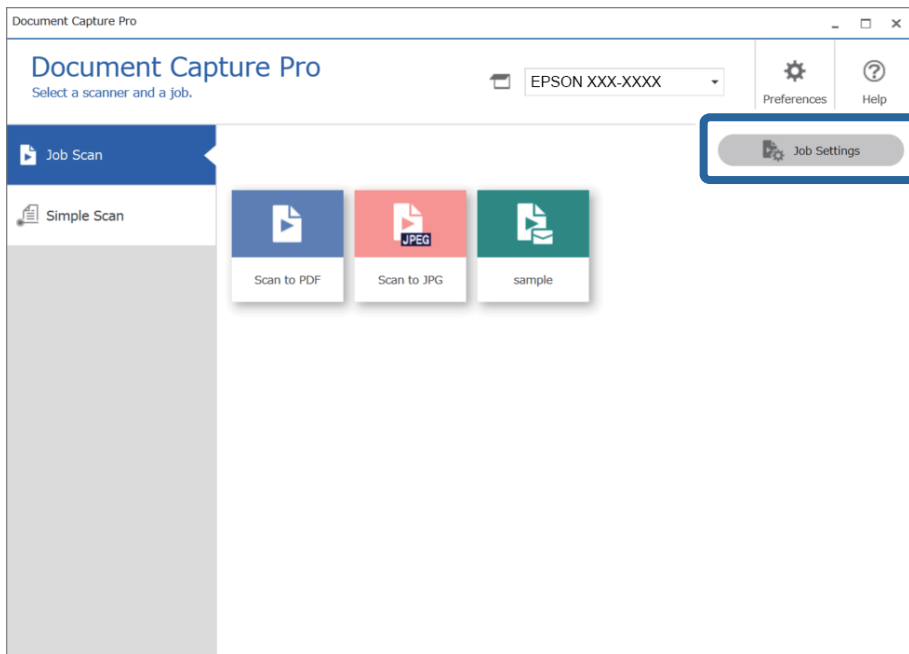 Document Capture Pro
Document Capture Pro
Select a scanner and a job.
EPSON XXX-XXXX
Preferences
Help
Job Scan
Job Settings
Simple Scan
JPEG
Scan to PDF
Scan to JPG
sample